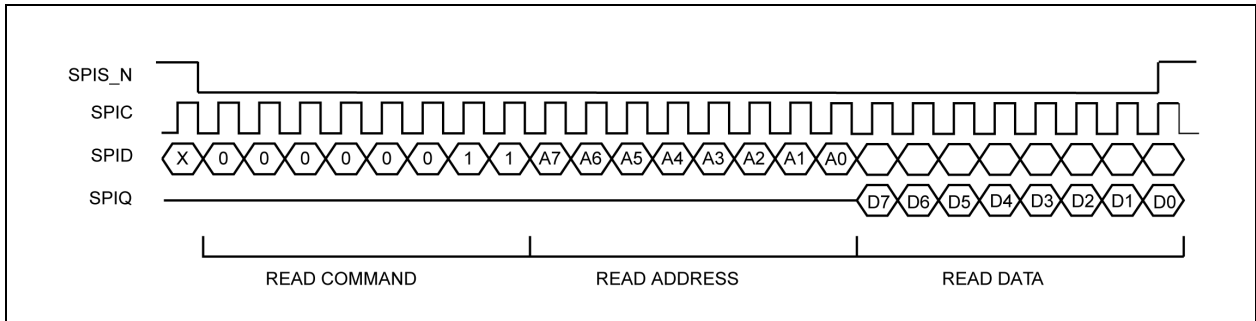 SPIS_N
SPIC
SPID X 0 0 0 0 0 0 1 1 A7 A6 A5 A4 A3 A2 A1 A0
SPIQ D7 D6 D5 D4 D3 D2 D1 D0
READ COMMAND READ ADDRESS READ DATA